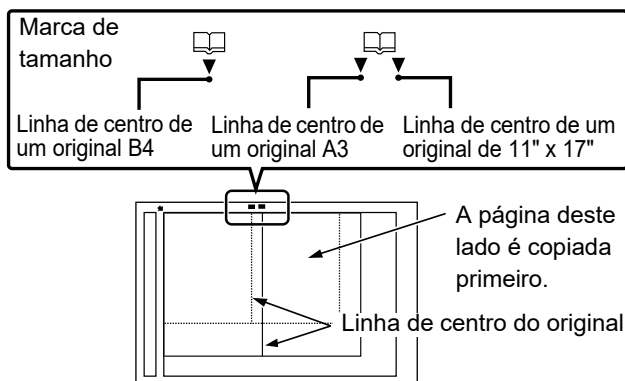 Marca de
tamanho
Linha de centro de
um original B4
Linha de centro de
um original A3
Linha de centro de um
original de 11" x 17"
A página deste
lado é copiada
primeiro.
Linha de centro do original